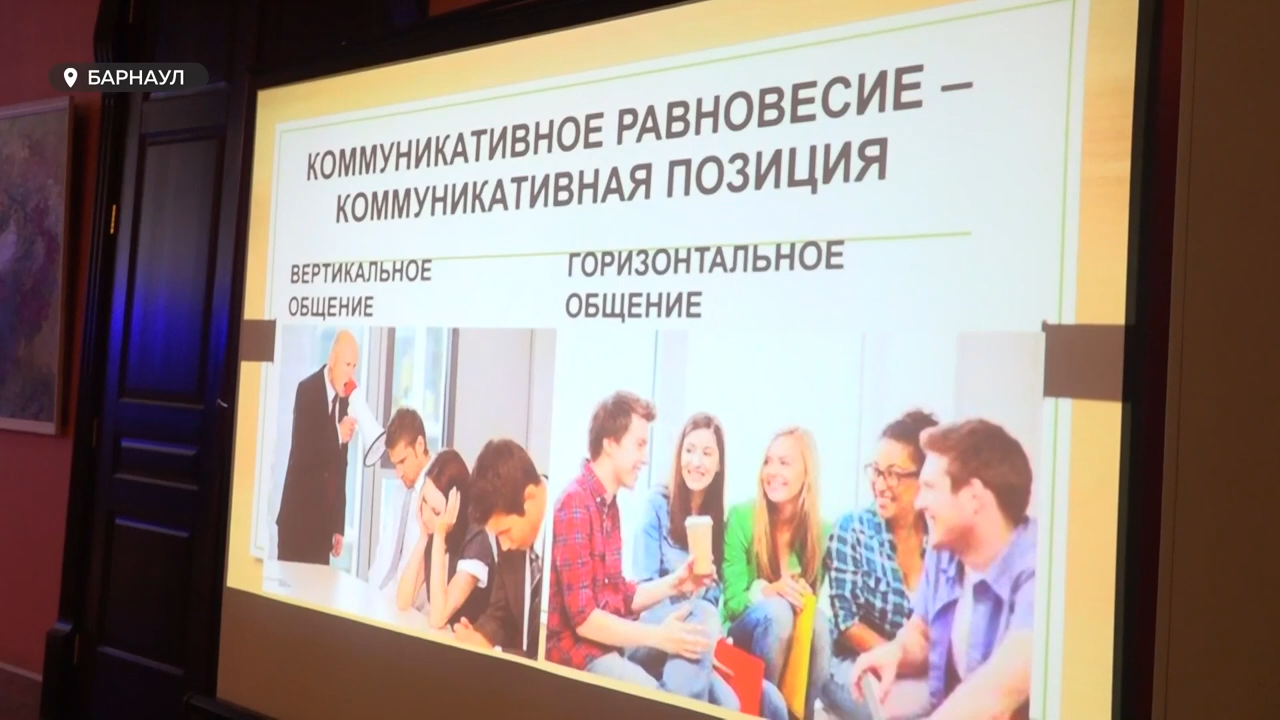 БАРНАУЛ
КОММУНИКАТИВНОЕ РАВНОВЕСИЕ –
КОММУНИКАТИВНАЯ ПОЗИЦИЯ
ВЕРТИКАЛЬНОЕ
ОБЩЕНИЕ
ГОРИЗОНТАЛЬНОЕ
ОБЩЕНИЕ